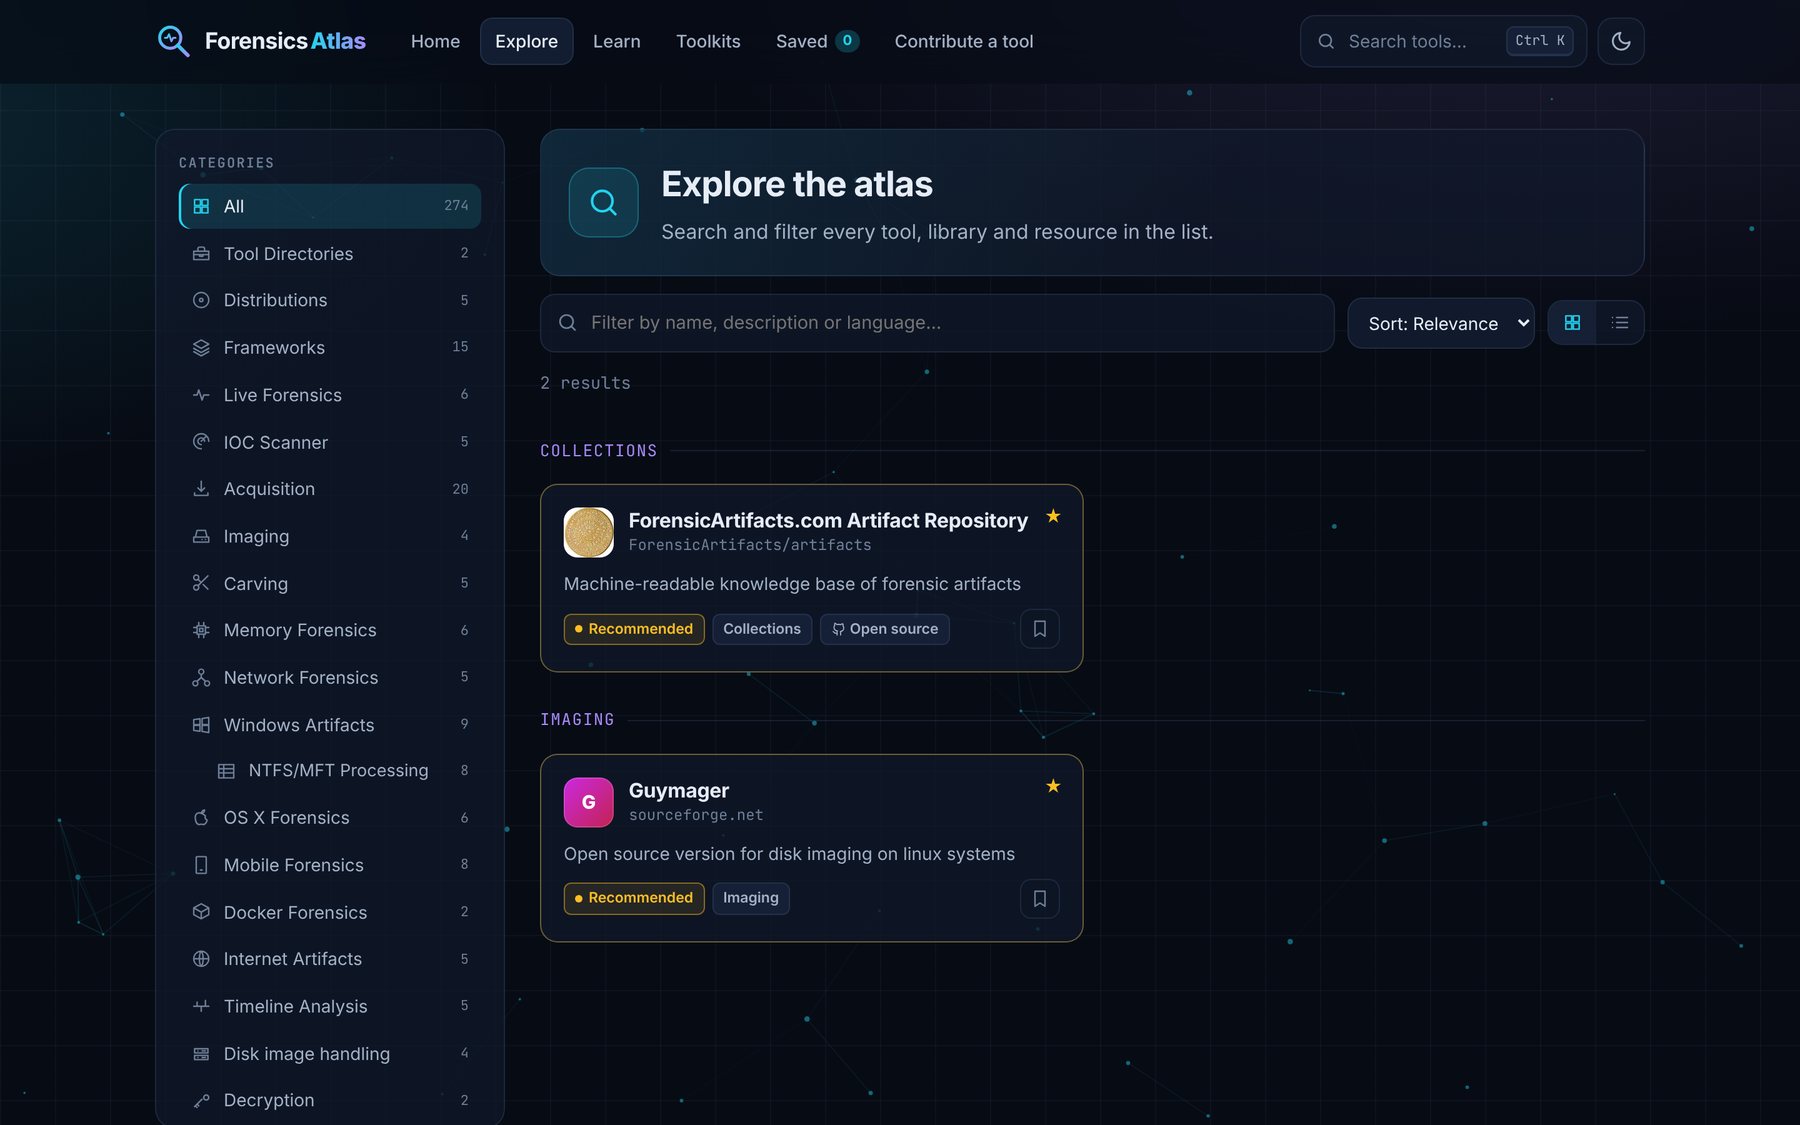 Forensics Atlas
Home
Explore
Learn
Toolkits
Saved 0
Contribute a tool
Search tools...
Ctrl K
CATEGORIES
All 274
Tool Directories 2
Distributions 5
Frameworks 15
Live Forensics 6
IOC Scanner 5
Acquisition 20
Imaging 4
Carving 5
Memory Forensics 6
Network Forensics 5
Windows Artifacts 9
NTFS/MFT Processing 8
OS X Forensics 6
Mobile Forensics 8
Docker Forensics 2
Internet Artifacts 5
Timeline Analysis 5
Disk image handling 4
Decryption 2
Explore the atlas
Search and filter every tool, library and resource in the list.
Filter by name, description or language...
Sort: Relevance
2 results
COLLECTIONS
ForensicArtifacts.com Artifact Repository
ForensicArtifacts/artifacts
Machine-readable knowledge base of forensic artifacts
Recommended
Collections
Open source
IMAGING
G
Guymager
sourceforge.net
Open source version for disk imaging on linux systems
Recommended
Imaging